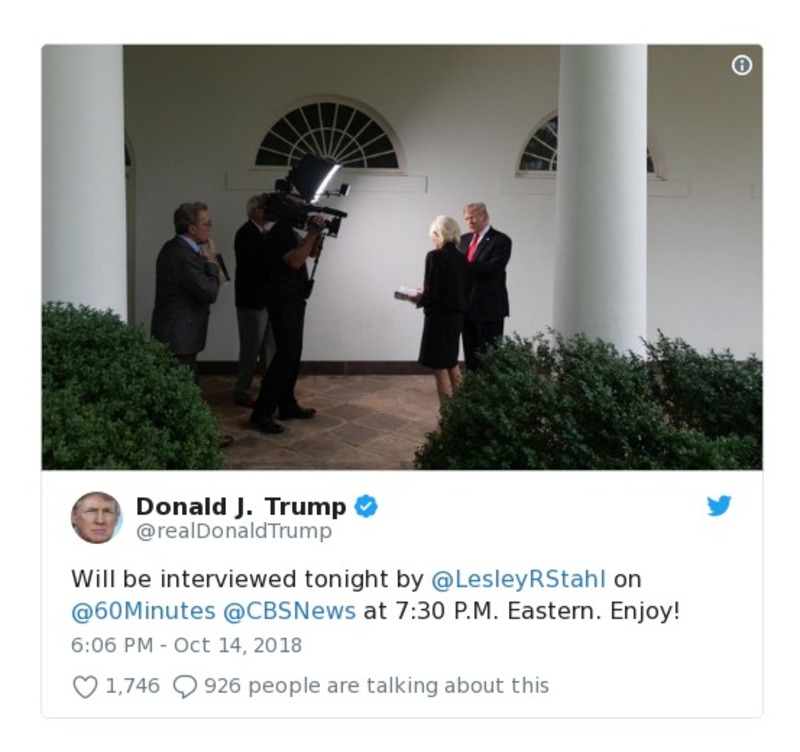 Donald J. Trump
@realDonaldTrump
Will be interviewed tonight by @LesleyRStahl on
@60Minutes @CBSNews at 7:30 P.M. Eastern. Enjoy!
6:06 PM - Oct 14, 2018
1,746 926 people are talking about this